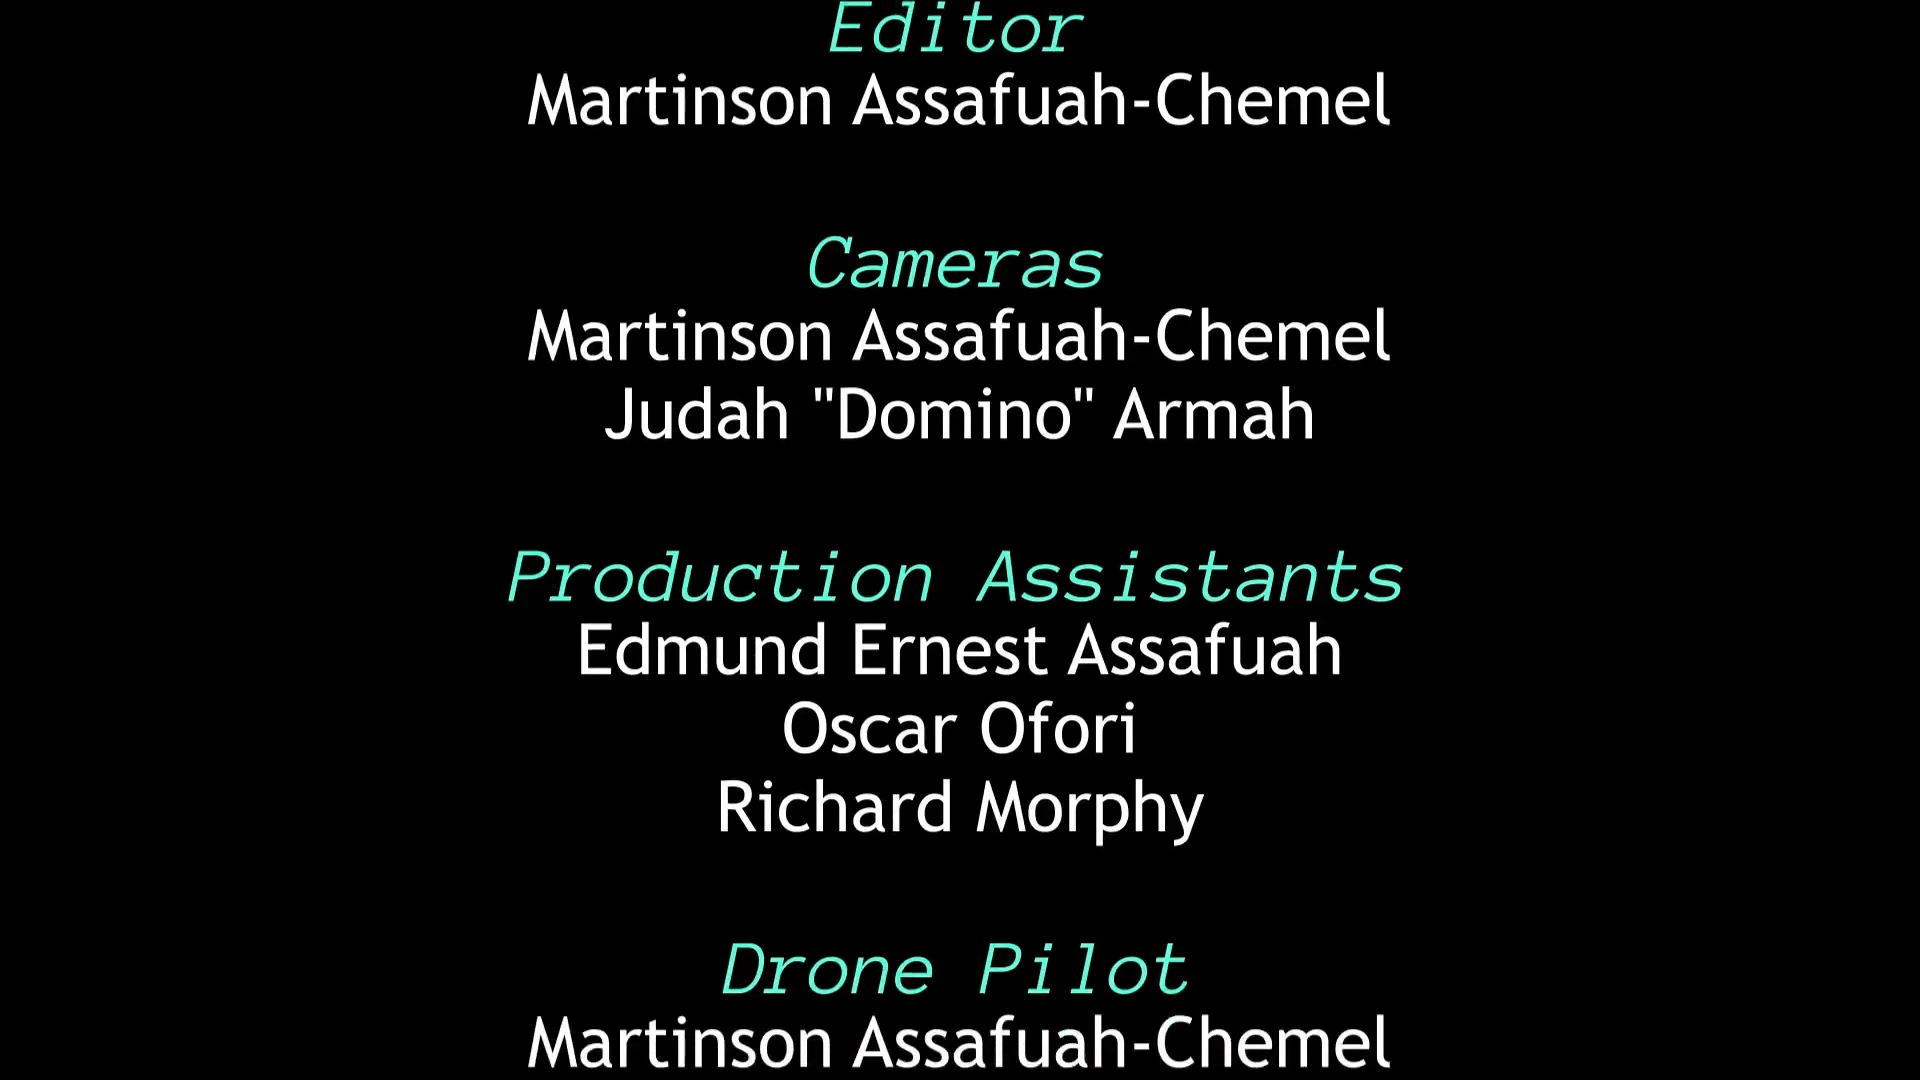 Editor
Martinson Assafuah-Chemel
Cameras
Martinson Assafuah-Chemel
Judah "Domino" Armah
Production Assistants
Edmund Ernest Assafuah
Oscar Ofori
Richard Morphy
Drone Pilot
Martinson Assafuah-Chemel